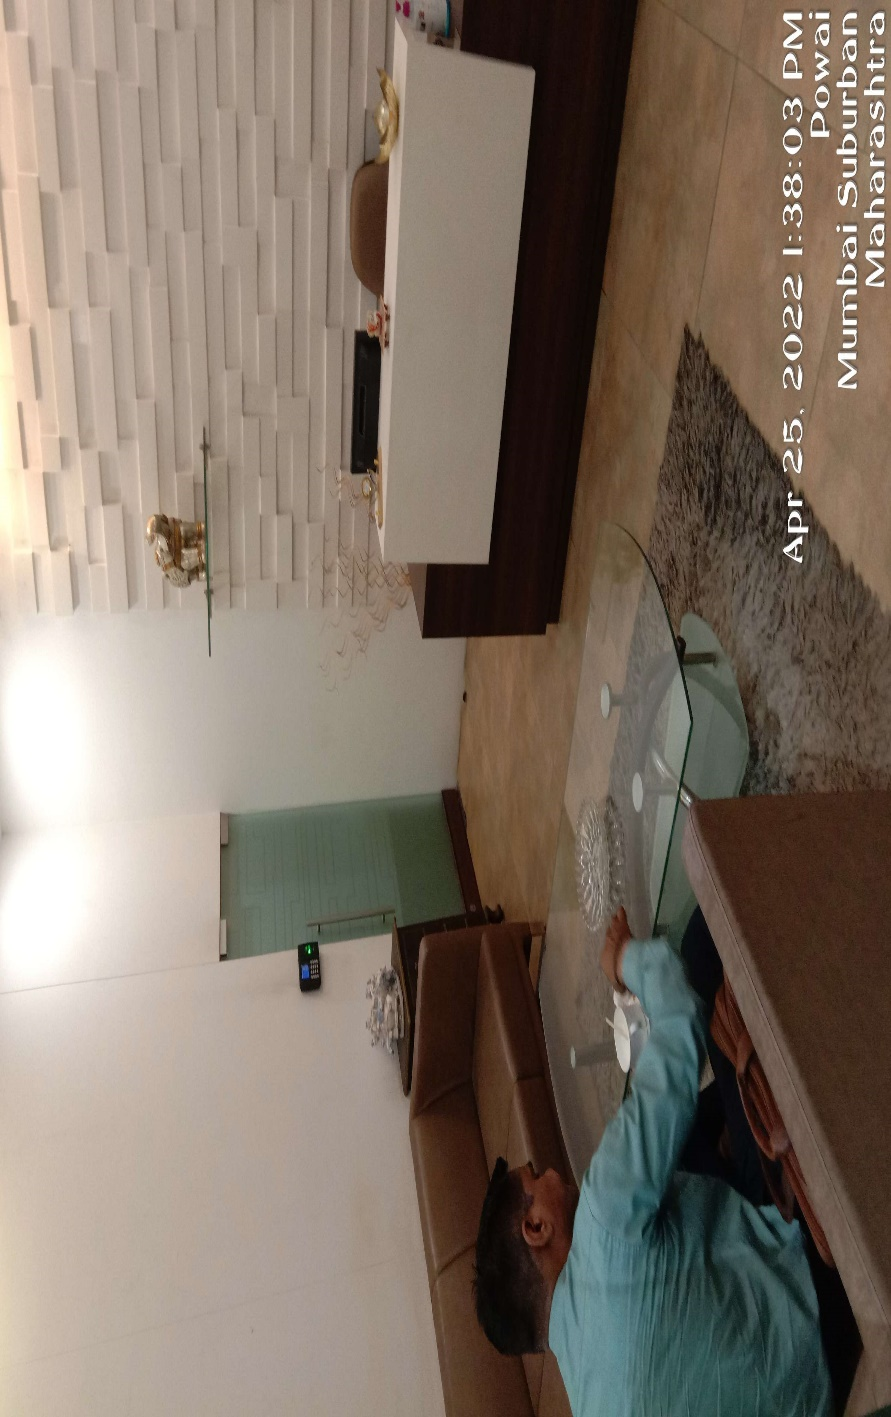 Apr 25, 2022 1:38:03 PM
Powai
Mumbai Suburban
Maharashtra